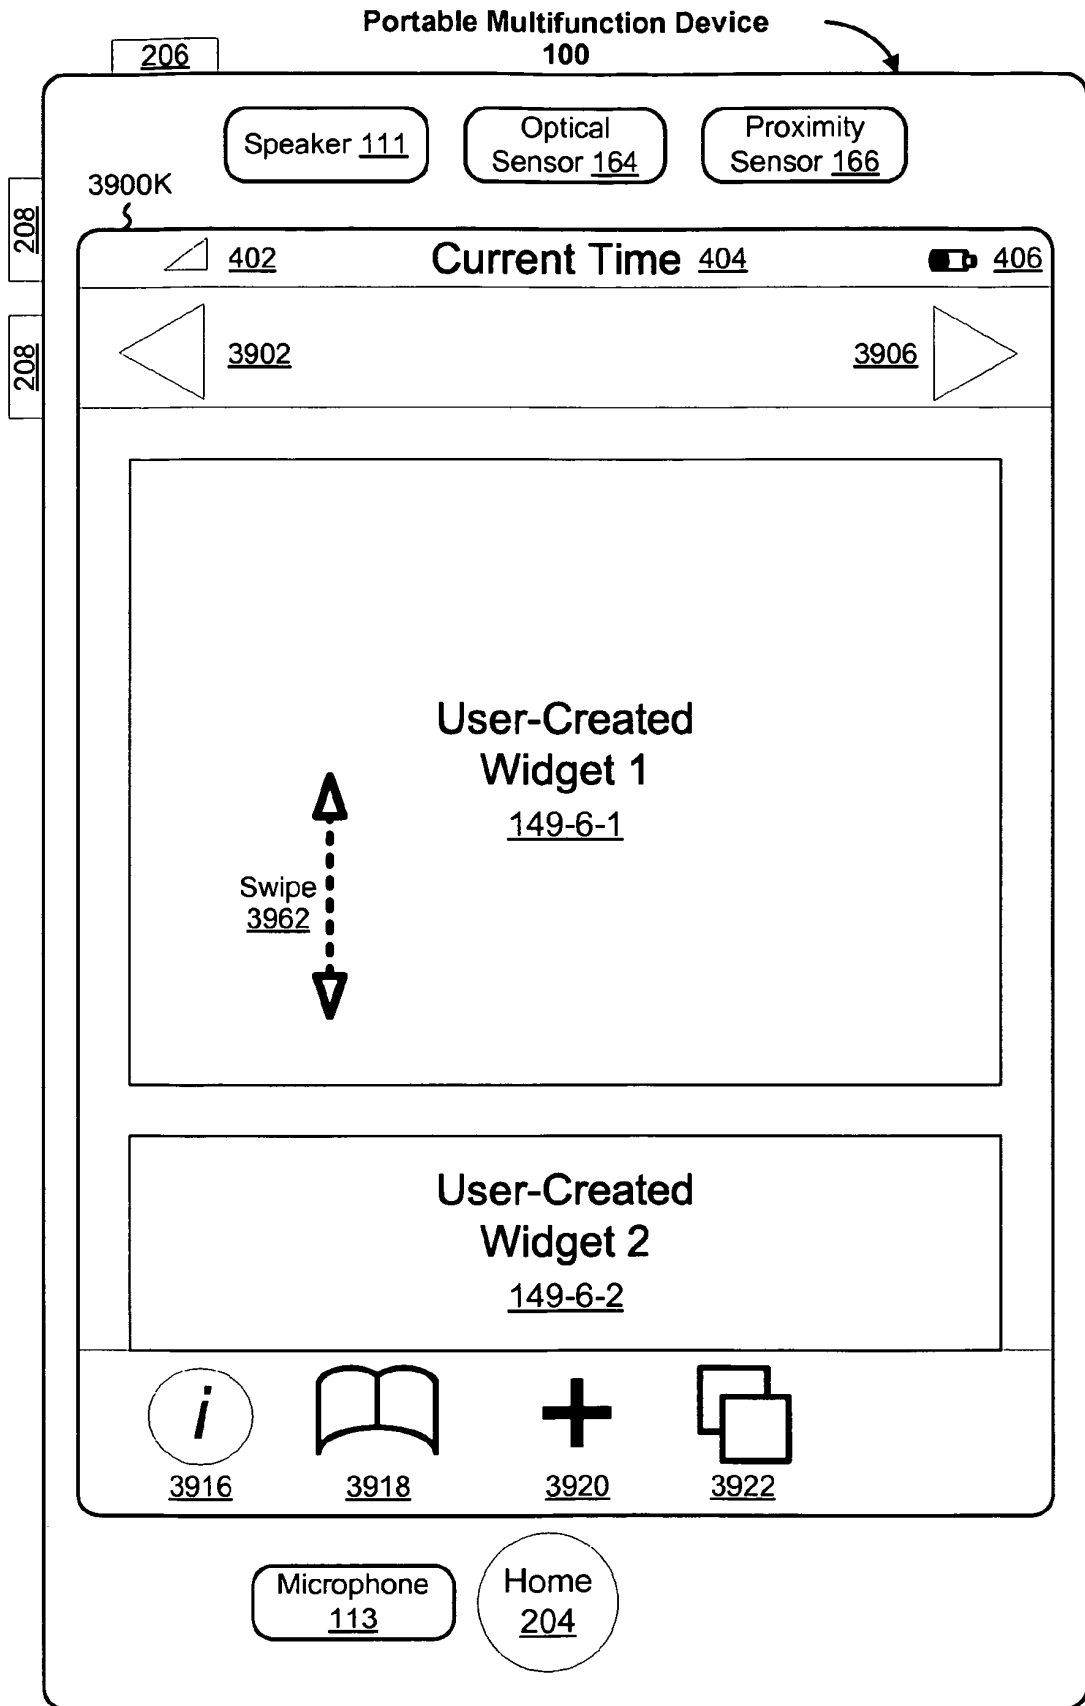 Portable Multifunction Device
100
206
Speaker 111
Optical
Sensor 164
Proximity
Sensor 166
208
3900K
402
Current Time 404
406
208
3902
3906
User-Created
Widget 1
149-6-1
Swipe
3962
User-Created
Widget 2
149-6-2
i
3916
3918
3920
3922
Microphone
113
Home
204